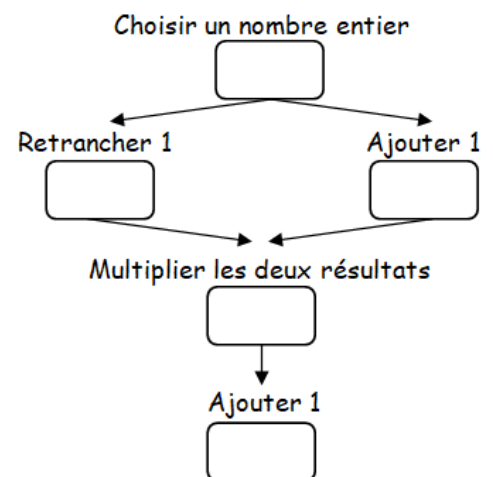 Choisir un nombre entier
Retrancher 1
Ajouter 1
Multiplier les deux résultats
Ajouter 1